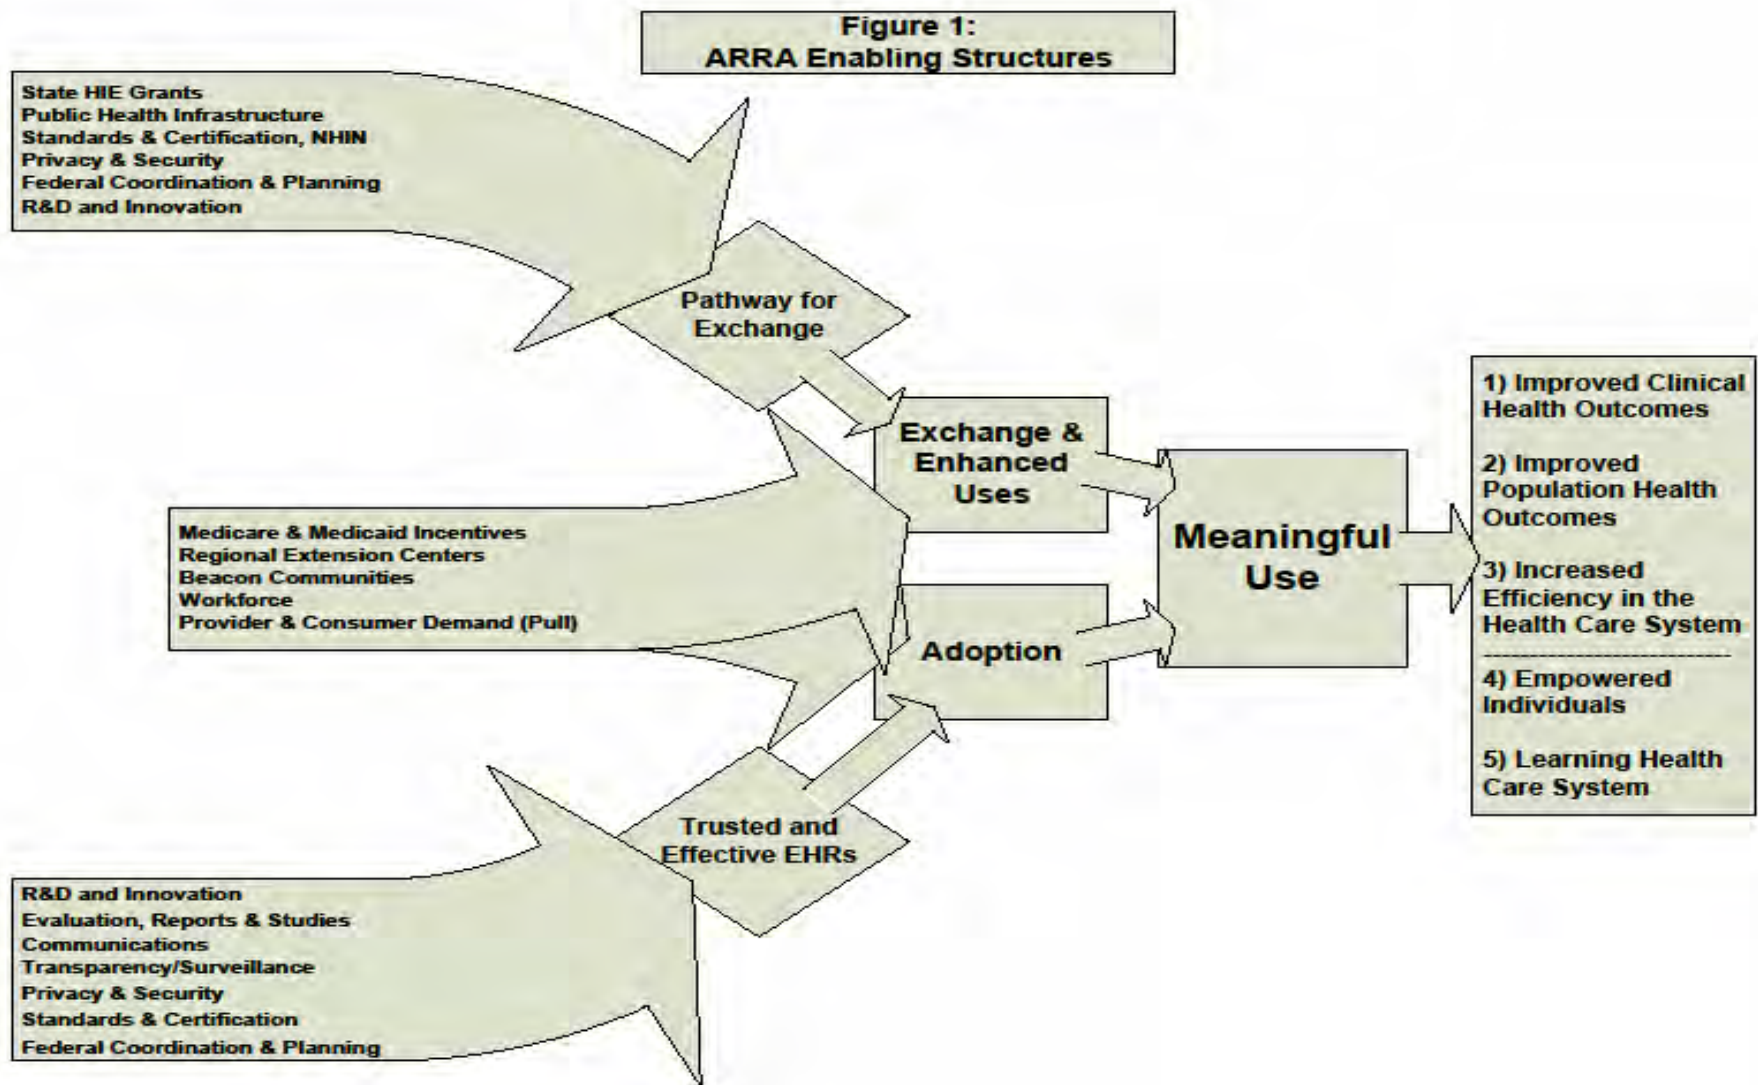 Figure 1:
ARRA Enabling Structures
State HIE Grants
Public Health Infrastructure
Standards & Certification, NHIN
Privacy & Security
Federal Coordination & Planning
R&D and Innovation
Pathway for
Exchange
Medicare & Medicaid Incentives
Regional Extension Centers
Beacon Communities
Workforce
Provider & Consumer Demand (Pull)
Exchange &
Enhanced
Uses
Adoption
Trusted and
Effective EHRs
R&D and Innovation
Evaluation, Reports & Studies
Communications
Transparency/Surveillance
Privacy & Security
Standards & Certification
Federal Coordination & Planning
Meaningful
Use
1) Improved Clinical
Health Outcomes
2) Improved
Population Health
Outcomes
3) Increased
Efficiency in the
Health Care System
4) Empowered
Individuals
5) Learning Health
Care System